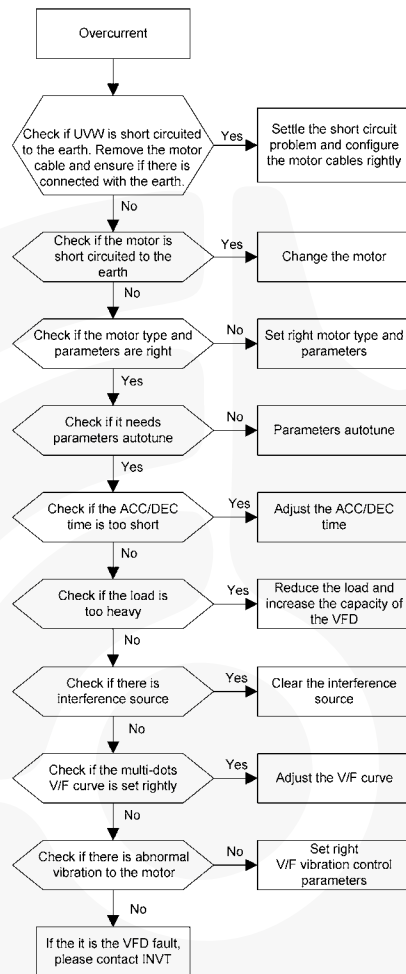 Overcurrent
Check if UVW is short circuited
to the earth. Remove the motor
cable and ensure if there is
connected with the earth.
Yes
Settle the short circuit
problem and configure
the motor cables rightly
No
Check if the motor is
short circuited to the
earth
Yes
Change the motor
No
Check if the motor type and
parameters are right
No
Set right motor type and
parameters
Yes
Check if it needs
parameters autotune
No
Parameters autotune
Yes
Check if the ACC/DEC
time is too short
Yes
Adjust the ACC/DEC
time
No
Check if the load is
too heavy
Yes
Reduce the load and
increase the capacity of
the VFD
No
Check if there is
interference source
Yes
Clear the interference
source
No
Check if the multi-dots
V/F curve is set rightly
Yes
Adjust the V/F curve
No
Check if there is abnormal
vibration to the motor
No
Set right
V/F vibration control
parameters
No
If the it is the VFD fault,
please contact INVT